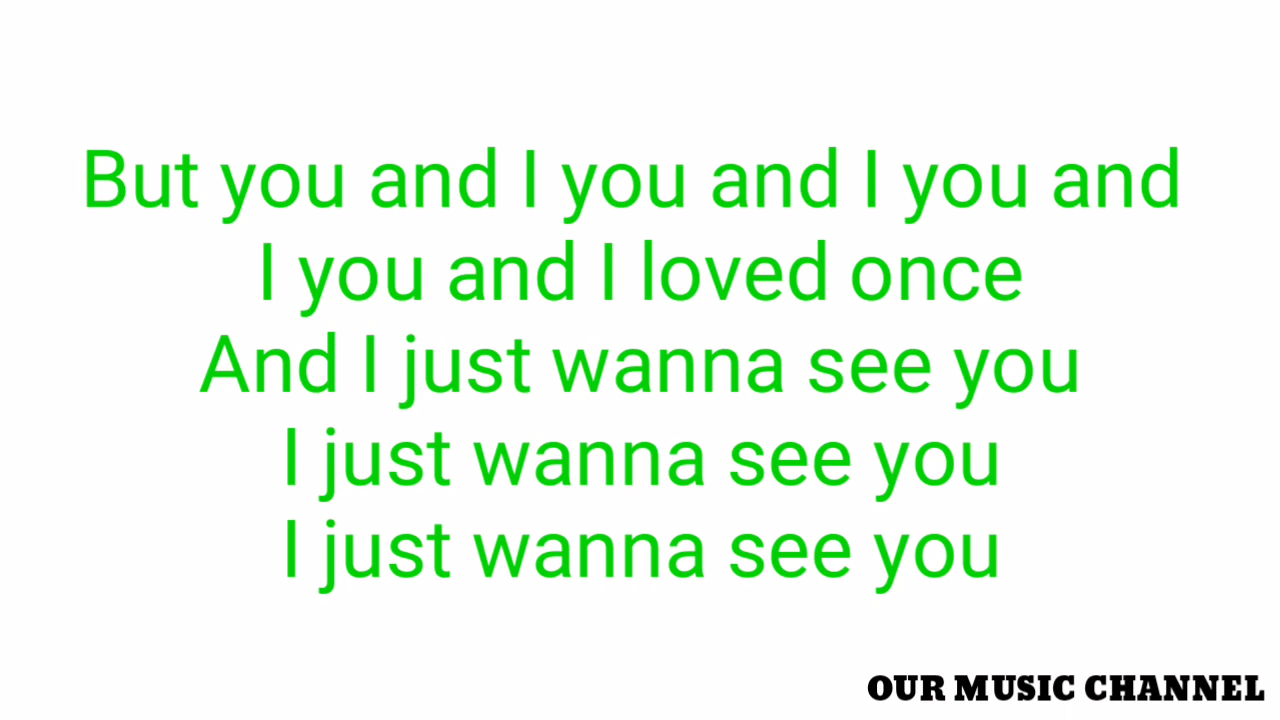 But you and I you and I you and
I you and I loved once
And I just wanna see you
I just wanna see you
I just wanna see you
OUR MUSIC CHANNEL